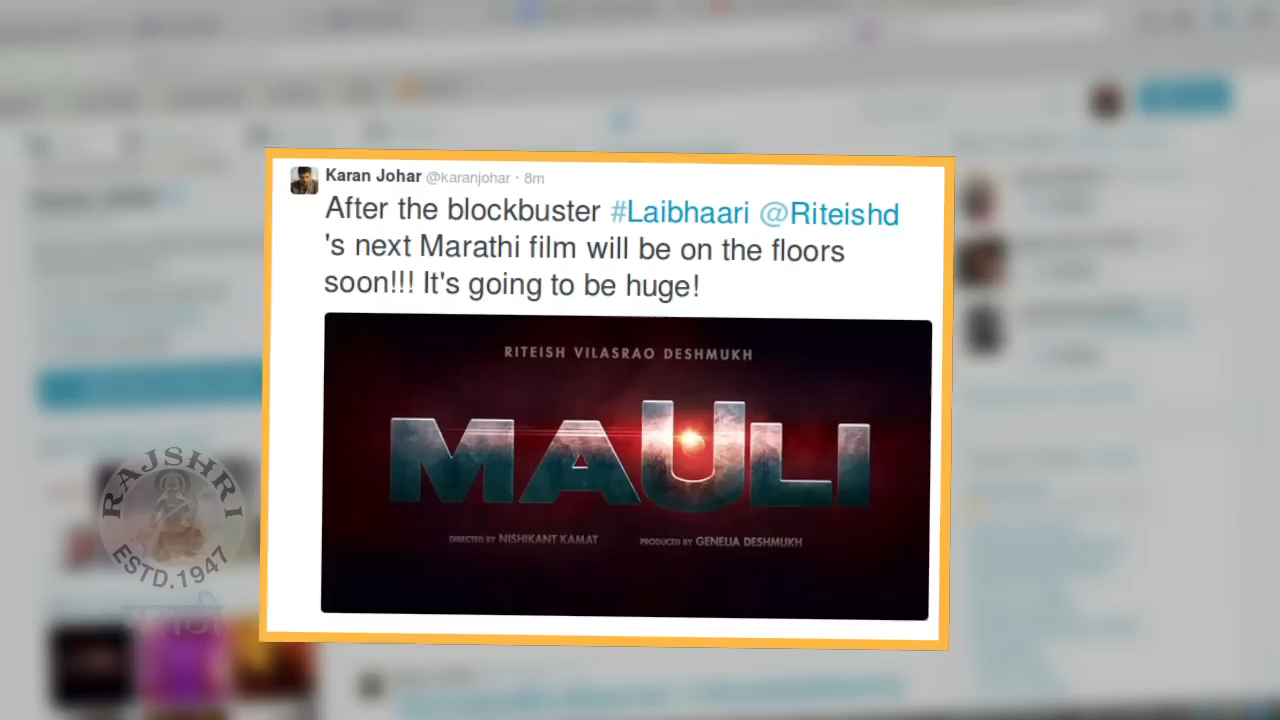 Karan Johar @karanjohar · 8m
After the blockbuster #Laibhaari @Riteishd
's next Marathi film will be on the floors
soon!!! It's going to be huge!
RITEISH VILASRAO DESHMUKH
MAULI
DIRECTED BY NISHIKANT KAMAT PRODUCED BY GENELIA DESHMUKH
RAJSHRI
ESTD.1947
मराठी